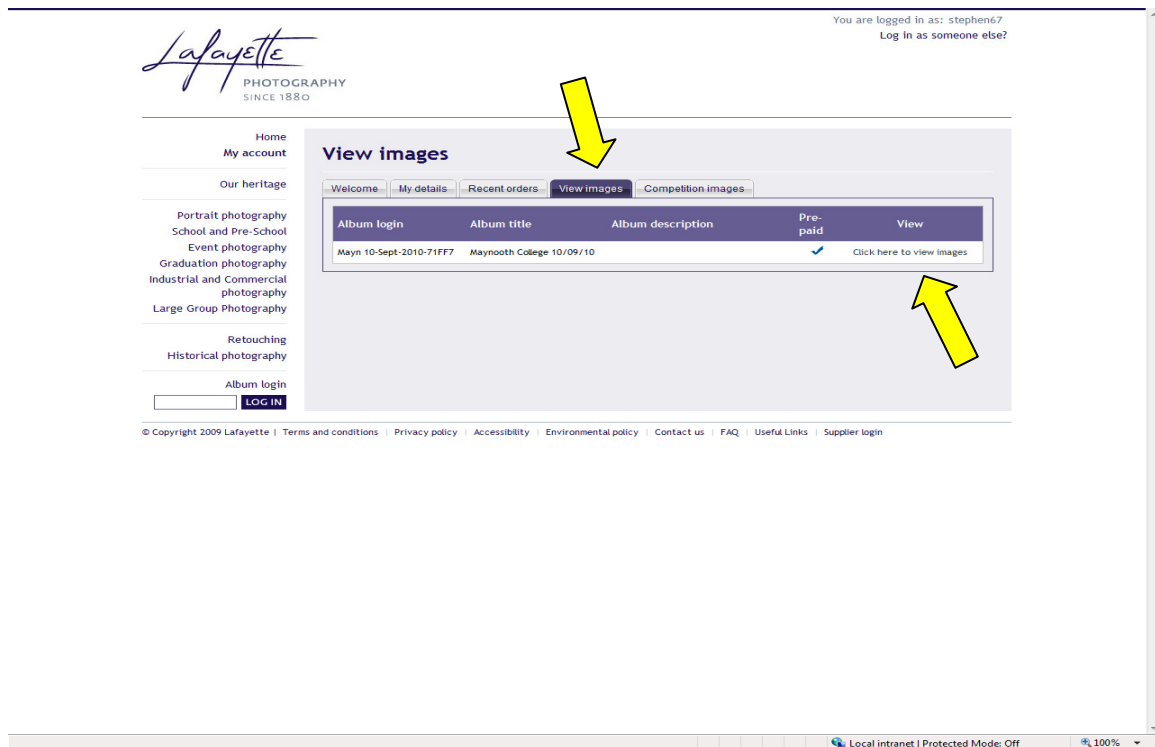 You are logged in as: stephen67
Log in as someone else?
Lafayette
PHOTOGRAPHY
SINCE 1880
Home
My account
Our heritage
Portrait photography
School and Pre-School
Event photography
Graduation photography
Industrial and Commercial
photography
Large Group Photography
Retouching
Historical photography
Album login
LOG IN
View images
Welcome My details Recent orders View images Competition images
Album login Album title Album description Pre-paid View
Mayn 10-Sept-2010-71FF7 Maynooth College 10/09/10 Click here to view images
© Copyright 2009 Lafayette | Terms and conditions | Privacy policy | Accessibility | Environmental policy | Contact us | FAQ | Useful Links | Supplier login
Local intranet | Protected Mode: Off 100%